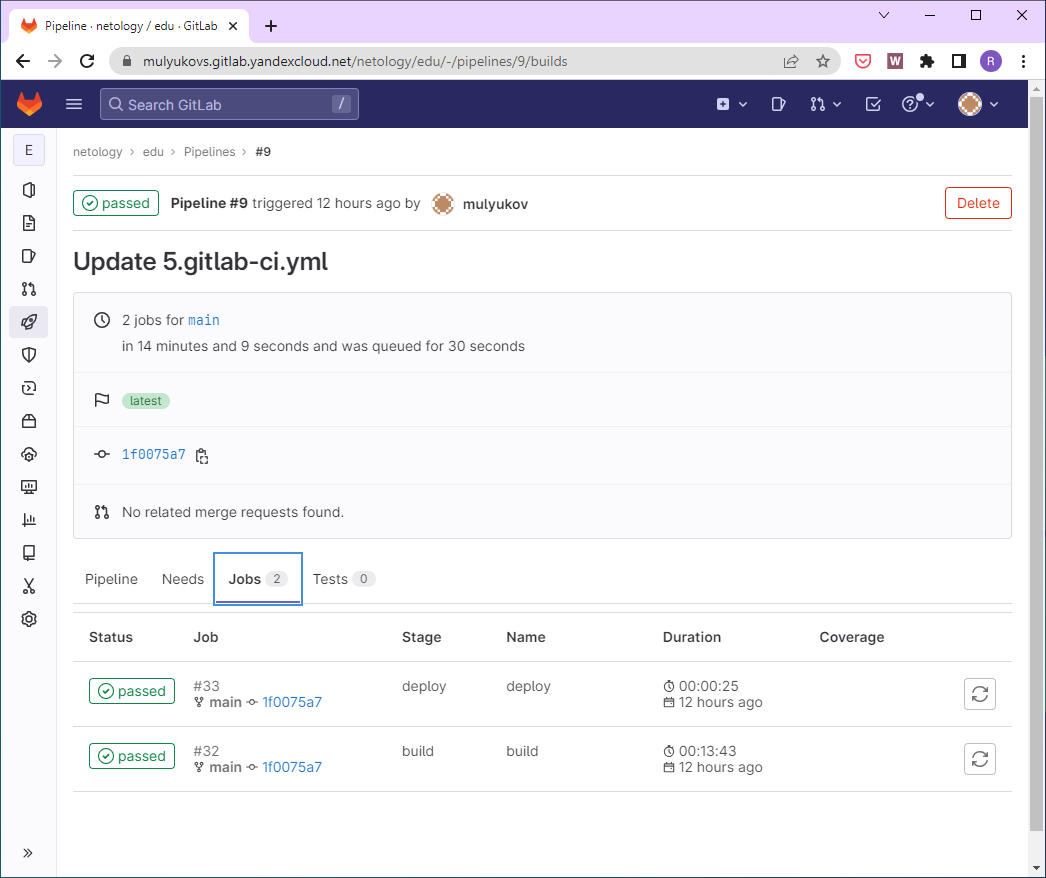 Pipeline · netology / edu · GitLab
mulyukovs.gitlab.yandexcloud.net/netology/edu/-/pipelines/9/builds
W
R
Search GitLab /
E
netology › edu › Pipelines › #9
passed Pipeline #9 triggered 12 hours ago by mulyukov Delete
Update 5.gitlab-ci.yml
2 jobs for main
in 14 minutes and 9 seconds and was queued for 30 seconds
latest
1f0075a7
No related merge requests found.
Pipeline Needs Jobs 2 Tests 0
Status Job Stage Name Duration Coverage
passed #33 deploy deploy 00:00:25
main 1f0075a7 12 hours ago
passed #32 build build 00:13:43
main 1f0075a7 12 hours ago